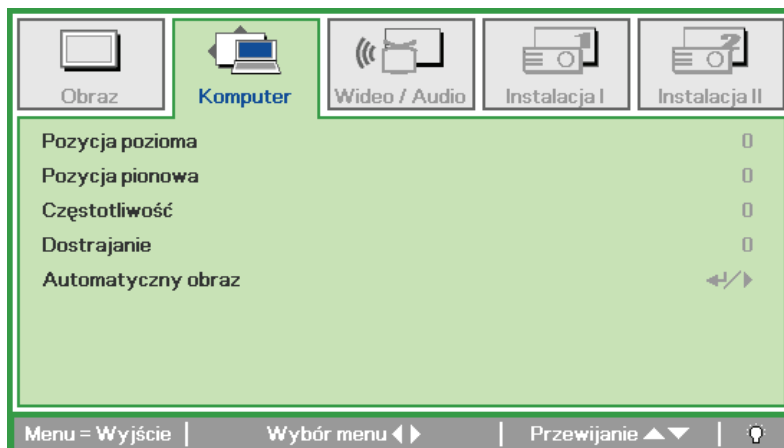 Obraz
Komputer
Wideo / Audio
Instalacja I
Instalacja II
Pozycja pozioma 0
Pozycja pionowa 0
Częstotliwość 0
Dostrajanie 0
Automatyczny obraz
Menu = Wyjście Wybór menu Przewijanie